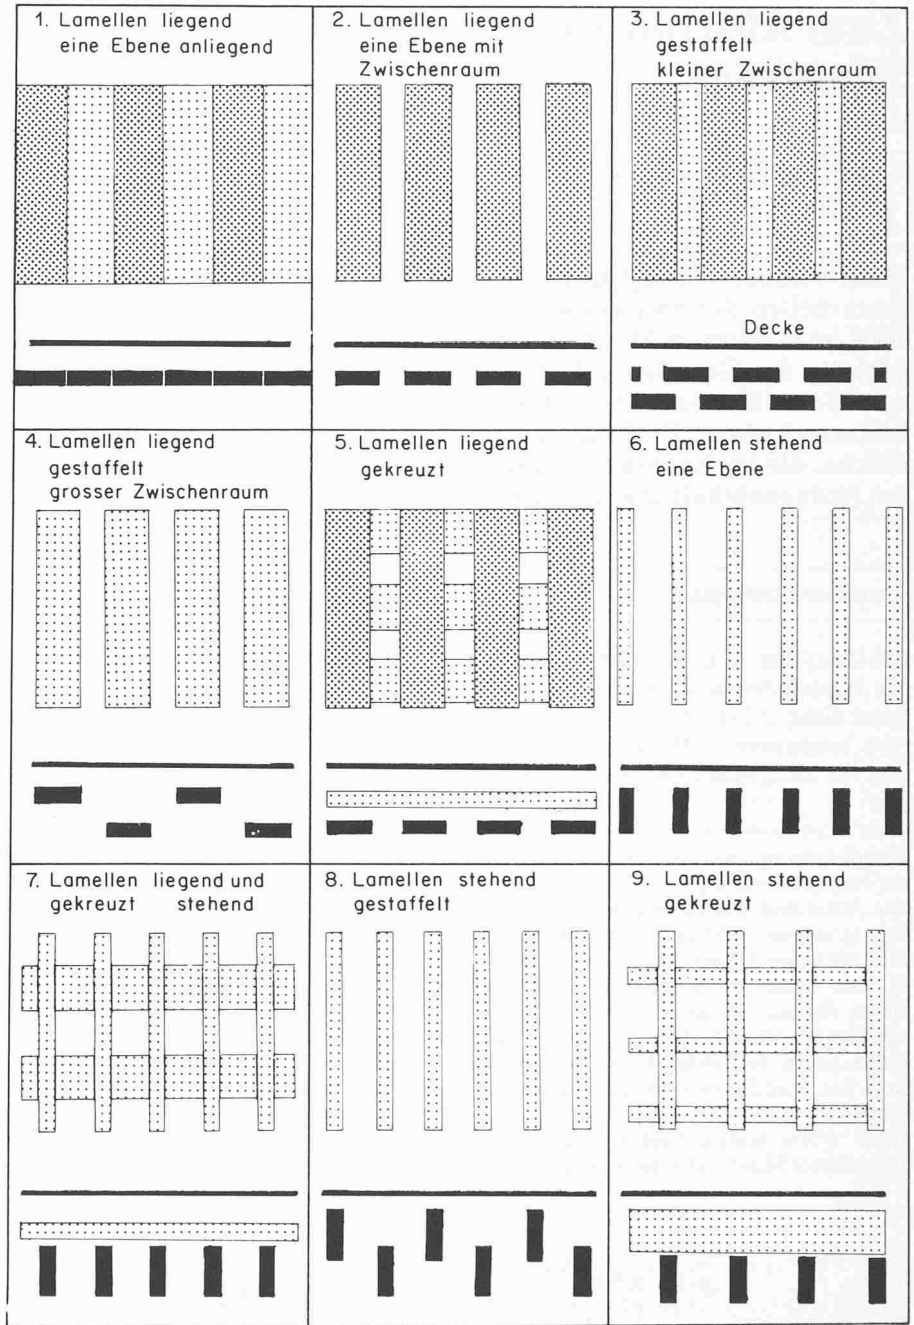 1. Lamellen liegend
eine Ebene anliegend
2. Lamellen liegend
eine Ebene mit
Zwischenraum
3. Lamellen liegend
gestaffelt
kleiner Zwischenraum
Decke
4. Lamellen liegend
gestaffelt
grosser Zwischenraum
5. Lamellen liegend
gekreuzt
6. Lamellen stehend
eine Ebene
7. Lamellen liegend und
gekreuzt stehend
8. Lamellen stehend
gestaffelt
9. Lamellen stehend
gekreuzt